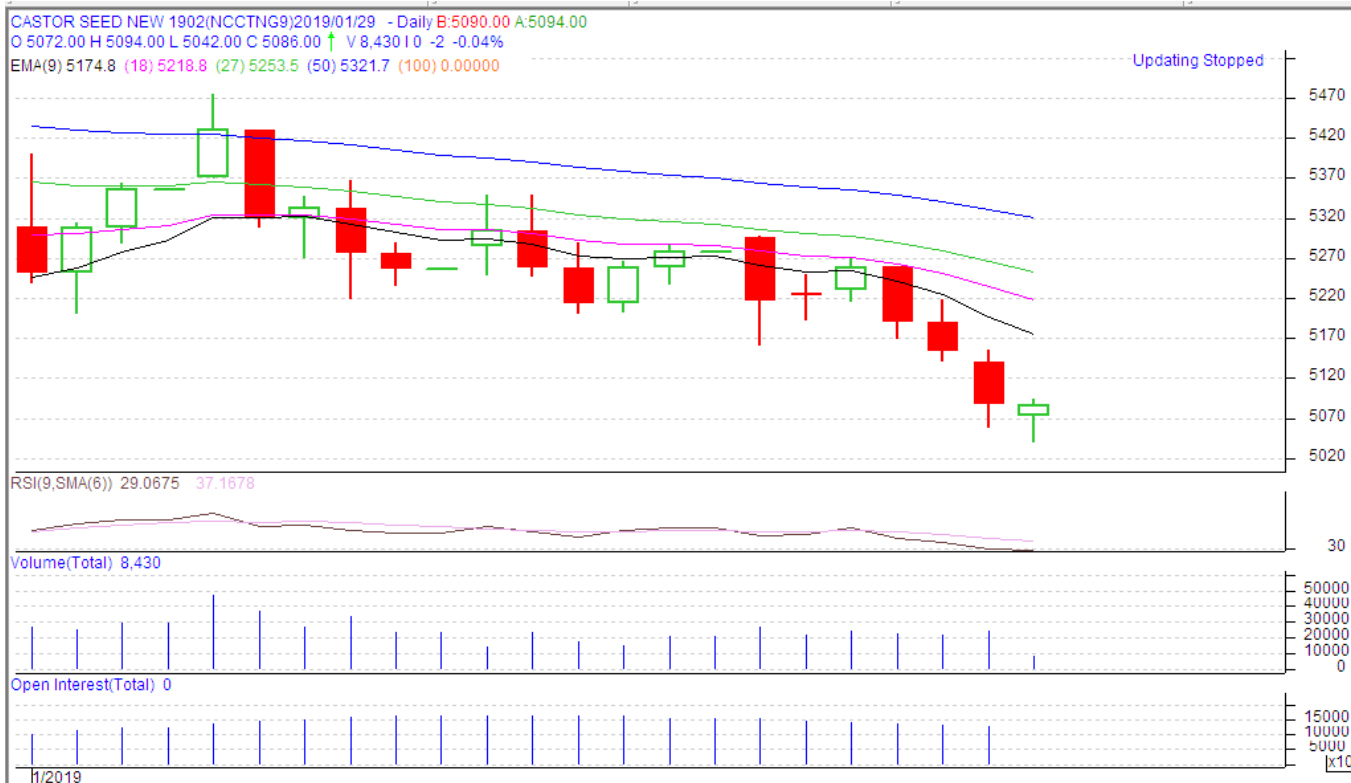 CASTOR SEED NEW 1902(NCCTNG9)2019/01/29 - Daily B:5090.00 A:5094.00
O 5072.00 H 5094.00 L 5042.00 C 5086.00 ↑ V 8,430 I 0 -2 -0.04%
EMA(9) 5174.8 (18) 5218.8 (27) 5253.5 (50) 5321.7 (100) 0.00000
Updating Stopped
5470
5420
5370
5320
5270
5220
5170
5120
5070
5020
RSI(9,SMA(6)) 29.0675 37.1678
30
Volume(Total) 8,430
50000
40000
30000
20000
10000
0
Open Interest(Total) 0
15000
10000
5000
x10
1/2019